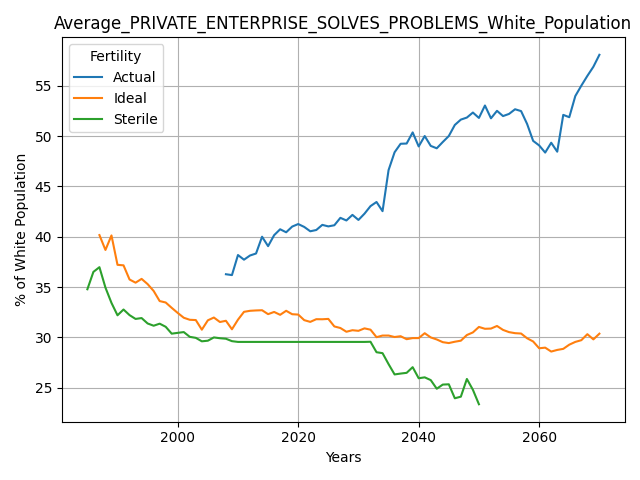 Average_PRIVATE_ENTERPRISE_SOLVES_PROBLEMS_White_Population
Fertility
Actual
Ideal
Sterile
% of White Population
55
50
45
40
35
30
25
2000
2020
2040
2060
Years